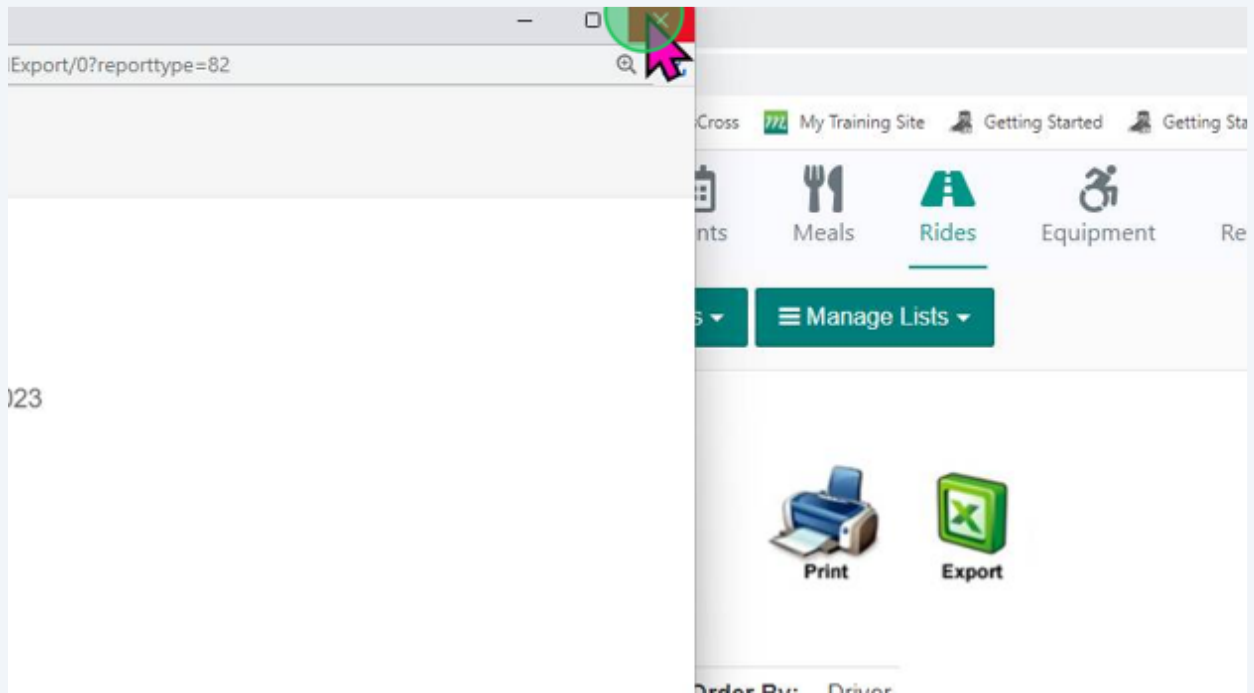 Export/0?reporttype=82
Cross My Training Site Getting Started Getting Sta
nts Meals Rides Equipment Re
s Manage Lists
023
Print Export
Order By: Driver